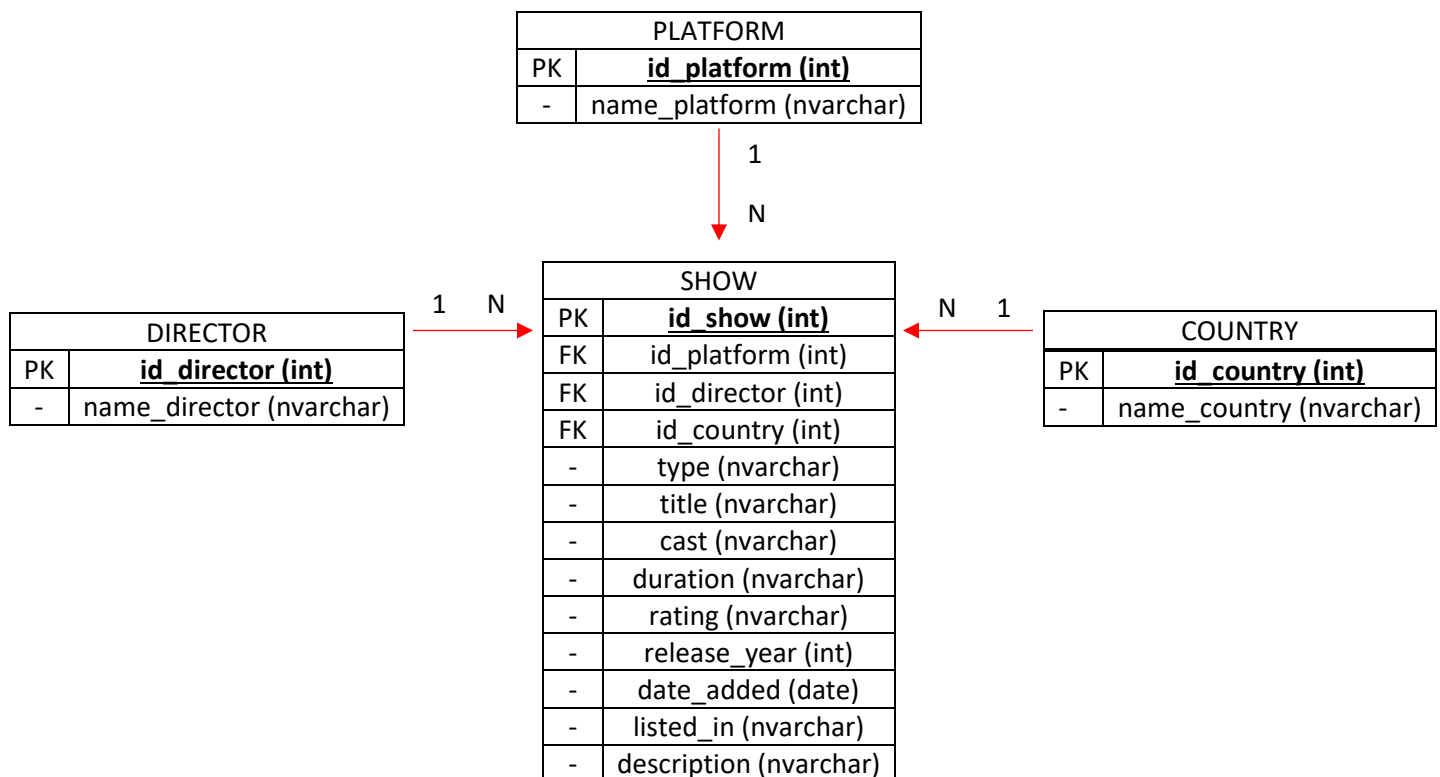 PLATFORM
PK id_platform (int)
- name_platform (nvarchar)
1
N
DIRECTOR
PK id_director (int)
- name_director (nvarchar)
1 N
SHOW
PK id_show (int)
FK id_platform (int)
FK id_director (int)
FK id_country (int)
- type (nvarchar)
- title (nvarchar)
- cast (nvarchar)
- duration (nvarchar)
- rating (nvarchar)
- release_year (int)
- date_added (date)
- listed_in (nvarchar)
- description (nvarchar)
N 1
COUNTRY
PK id_country (int)
- name_country (nvarchar)